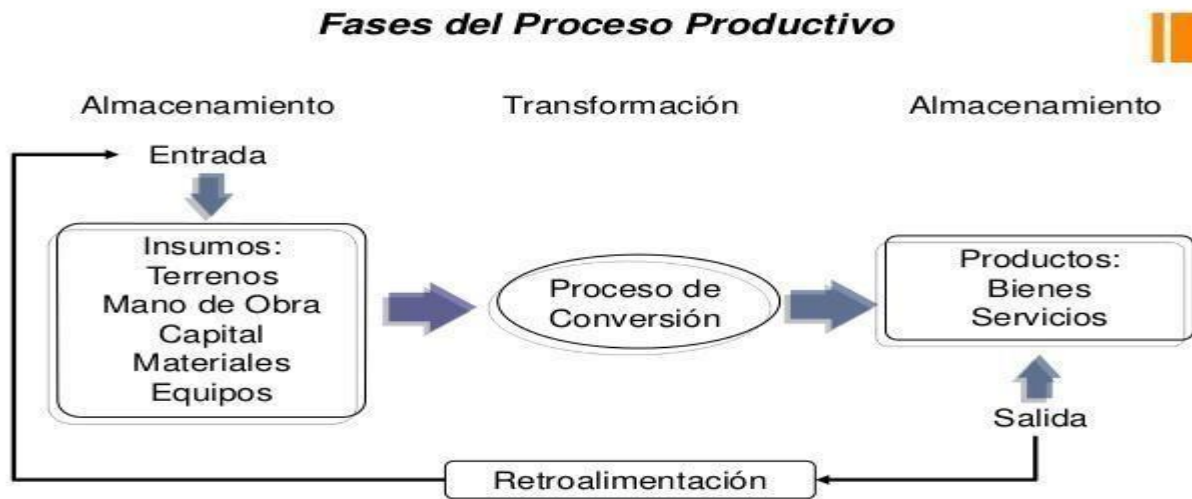 Fases del Proceso Productivo
Almacenamiento
Transformación
Almacenamiento
Entrada
Insumos:
Terrenos
Mano de Obra
Capital
Materiales
Equipos
Proceso de
Conversión
Productos:
Bienes
Servicios
Salida
Retroalimentación